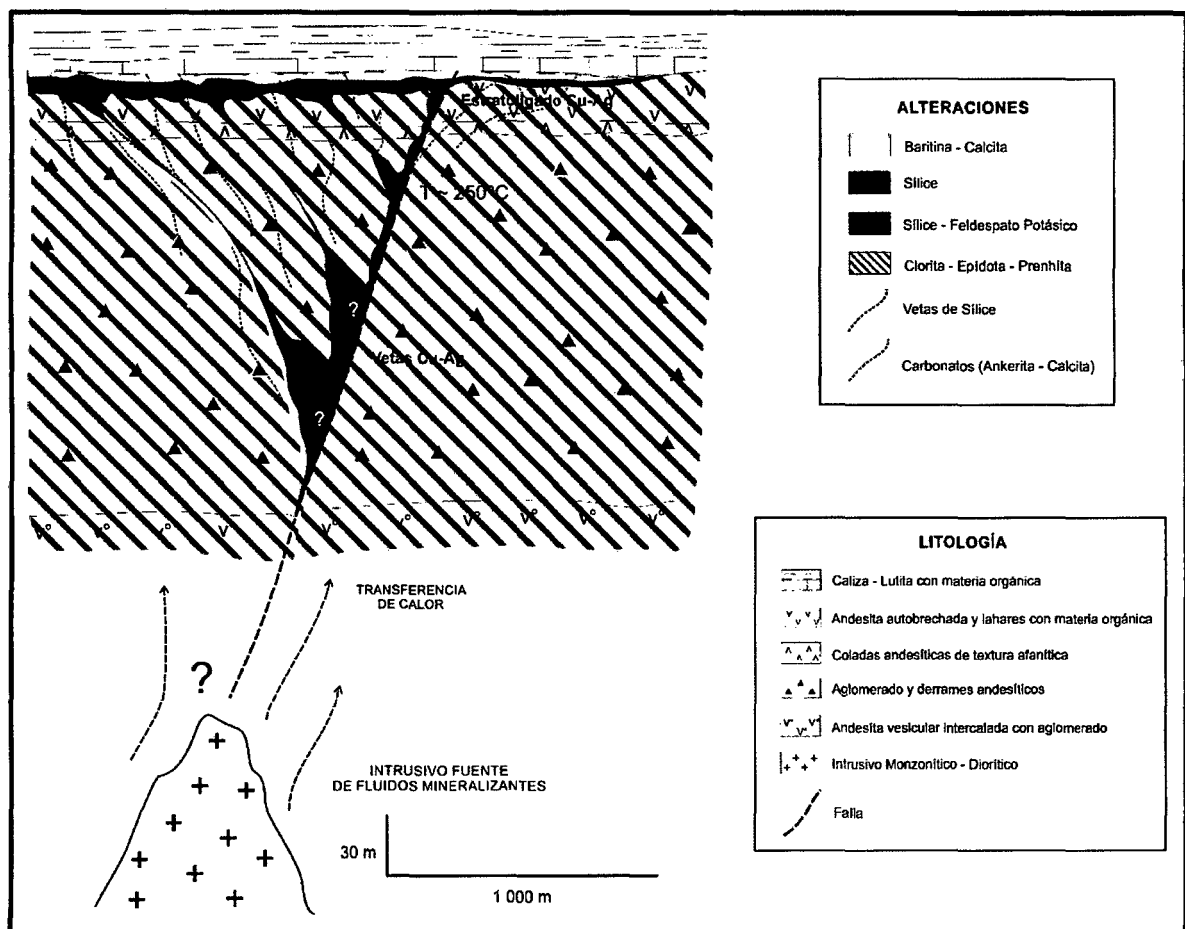 Estratoligado Cu-Ag
T ~ 250°C
?
Vetas Cu-Ag
?
TRANSFERENCIA
DE CALOR
?
INTRUSIVO FUENTE
DE FLUIDOS MINERALIZANTES
30 m
1 000 m
ALTERACIONES
Baritina - Calcita
Sílice
Sílice - Feldespato Potásico
Clorita - Epídota - Prenhita
Vetas de Sílice
Carbonatos (Ankerita - Calcita)
LITOLOGÍA
Caliza - Lutita con materia orgánica
Andesita autobrechada y lahares con materia orgánica
Coladas andesíticas de textura afanítica
Aglomerado y derrames andesíticos
Andesita vesicular intercalada con aglomerado
Intrusivo Monzonítico - Diorítico
Falla